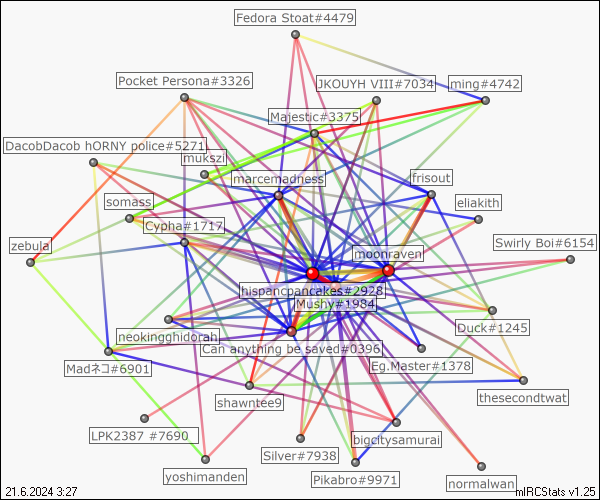 Fedora Stoat#4479
Pocket Persona#3326
JKOUYH VIII#7034
ming#4742
Majestic#3375
DacobDacob hORNY police#5271
mukszi
marcemadness
frisout
somass
eliakith
Cypha#1717
zebula
moonraven
Swirly Boi#6154
hispancpancakes#2928
Mushy#1984
neokingghidorah
Duck#1245
Can anything be saved#0396
Madネコ#6901
Eg.Master#1378
shawntee9
thesecondtwat
LPK2387 #7690
bigcitysamurai
Silver#7938
yoshimanden
Pikabro#9971
normalwan
21.6.2024 3:27
mIRCStats v1.25